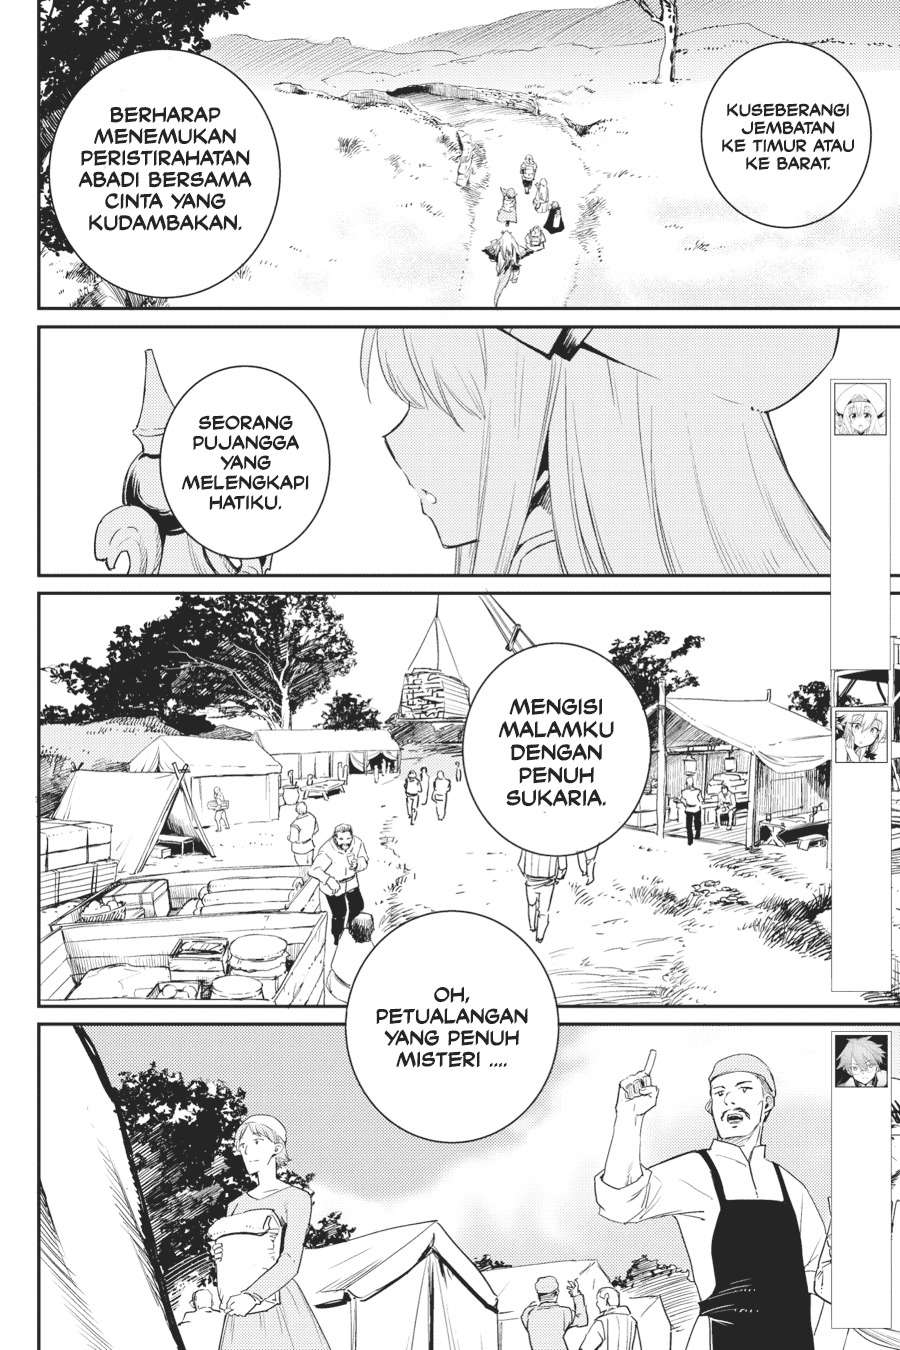 KUSEBERANGI
JEMBATAN
KE TIMUR ATAU
KE BARAT.
BERHARAP
MENEMUKAN
PERISTIRAHATAN
ABADI BERSAMA
CINTA YANG
KUDAMBAKAN.
SEORANG
PUJANGGA
YANG
MELENGKAPI
HATIKU.
MENGISI
MALAMKU
DENGAN
PENUH
SUKARIA.
OH,
PETUALANGAN
YANG PENUH
MISTERI ....